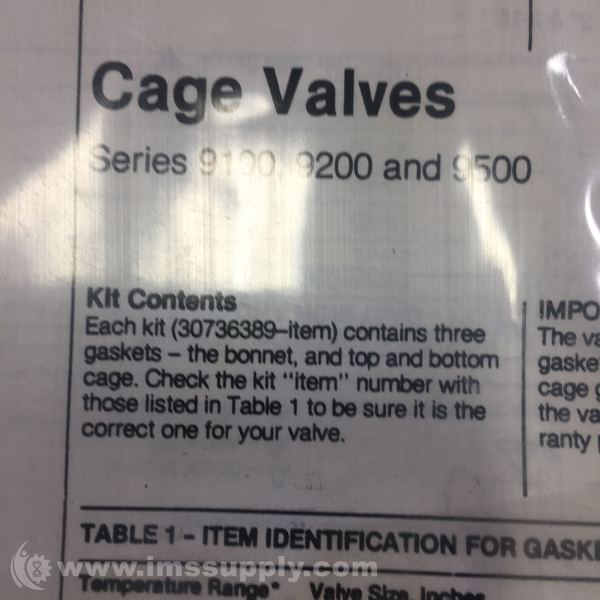 Cage Valves
Series 9100, 9200 and 9500
Kit Contents
Each kit (30736389–item) contains three
gaskets – the bonnet, and top and bottom
cage. Check the kit "item" number with
those listed in Table 1 to be sure it is the
correct one for your valve.
IMPO
The va
gaske
cage g
the va
ranty
TABLE 1 - ITEM IDENTIFICATION FOR GASKE
Temperature Range* Valve Size, Inches
www.imssupply.com